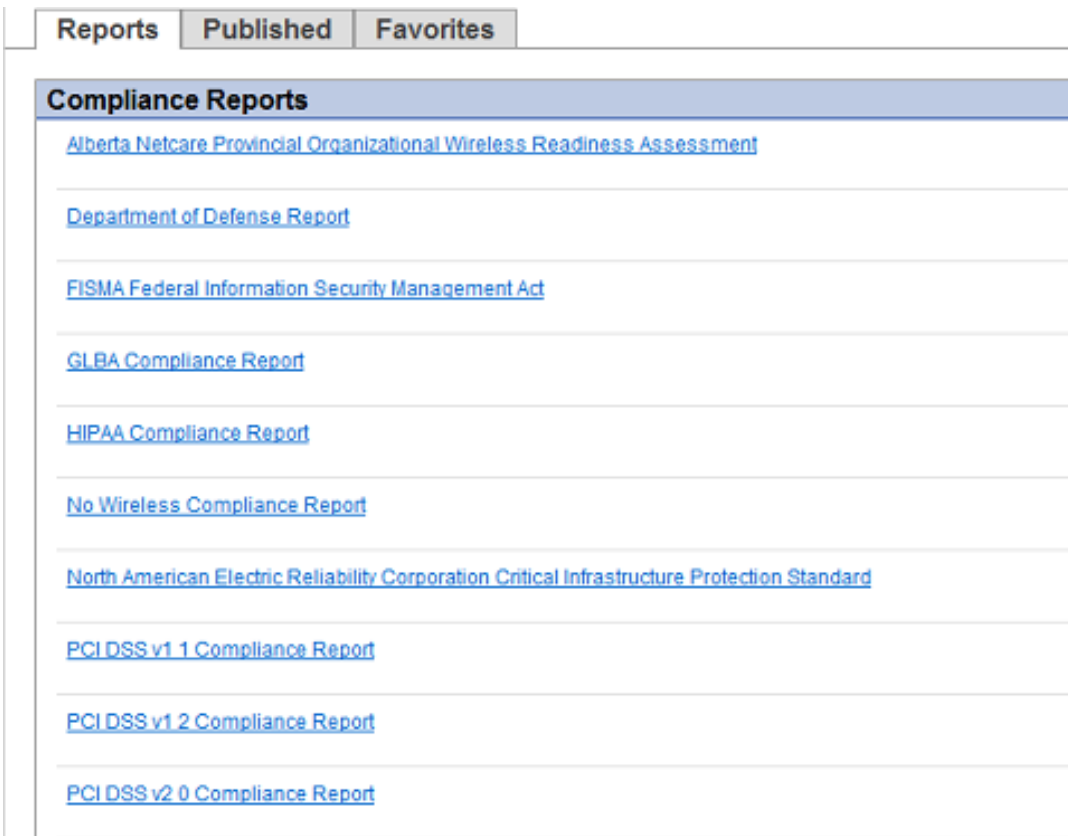 Reports Published Favorites
Compliance Reports
Alberta Netcare Provincial Organizational Wireless Readiness Assessment
Department of Defense Report
FISMA Federal Information Security Management Act
GLBA Compliance Report
HIPAA Compliance Report
No Wireless Compliance Report
North American Electric Reliability Corporation Critical Infrastructure Protection Standard
PCI DSS v1 1 Compliance Report
PCI DSS v1 2 Compliance Report
PCI DSS v2 0 Compliance Report